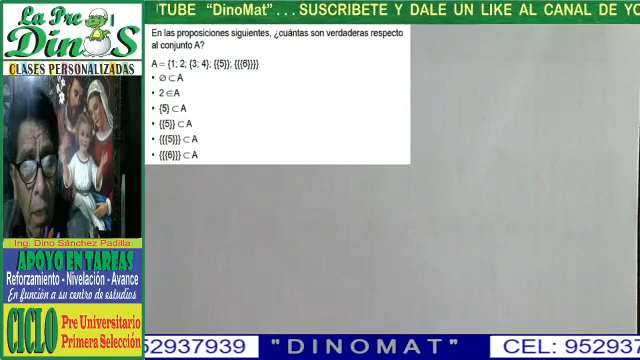 La Pre
DinoS
CLASES PERSONALIZADAS
Ing. Dino Sánchez Padilla
APOYO EN TAREAS
Reforzamiento - Nivelación - Avance
En función a su centro de estudios
CICLO Pre Universitario
Primera Selección
TUBE "DinoMat"... SUSCRIBETE Y DALE UN LIKE AL CANAL DE YO
En las proposiciones siguientes, ¿cuántas son verdaderas respecto
al conjunto A?
A = {1; 2; {3; 4}; {{5}}; {{{6}}}}
• ∅ ⊂ A
• 2 ∈ A
• {5} ⊂ A
• {{5}} ⊂ A
• {{{5}}} ⊂ A
• {{{6}}} ⊂ A
52937939 "DINOMAT" CEL: 952937